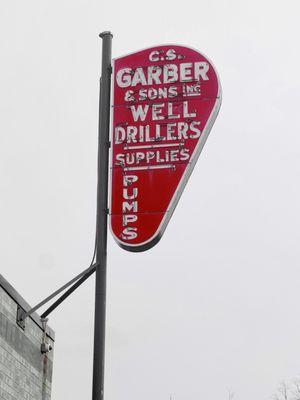 C.S.
GARBER
& SONS INC
WELL
DRILLERS
SUPPLIES
PUMPS